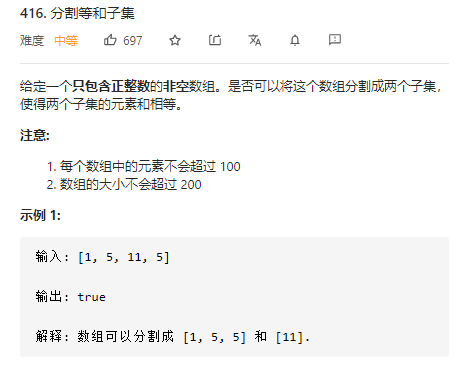 416. 分割等和子集
难度 中等 697
给定一个只包含正整数的非空数组。是否可以将这个数组分割成两个子集，
使得两个子集的元素和相等。
注意:
1. 每个数组中的元素不会超过 100
2. 数组的大小不会超过 200
示例 1:
输入: [1, 5, 11, 5]
输出: true
解释: 数组可以分割成 [1, 5, 5] 和 [11].